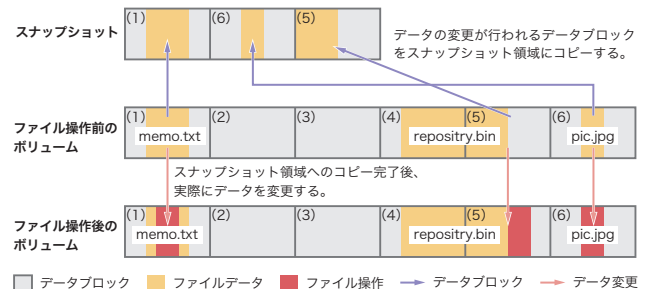 スナップショット
(1)
(6)
(5)
データの変更が行われるデータブロック
をスナップショット領域にコピーする。
ファイル操作前の
ボリューム
(1)
(2)
(3)
(4)
(5)
(6)
memo.txt
repositry.bin
pic.jpg
スナップショット領域へのコピー完了後、
実際にデータを変更する。
ファイル操作後の
ボリューム
(1)
(2)
(3)
(4)
(5)
(6)
memo.txt
repositry.bin
pic.jpg
データブロック
ファイルデータ
ファイル操作
データブロック
データ変更